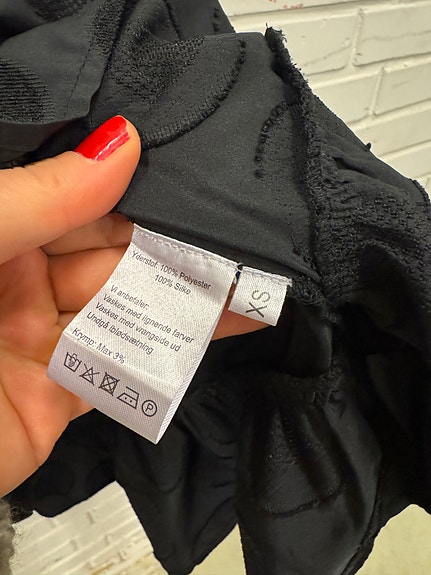 Yderstof: 100% Polyester
100% Silke
Vi anbefaler:
Vaskes med lignende farver
Vaskes med vrangside ud
Undgå iblødsætning
Krymp: Max 3%
P
XS